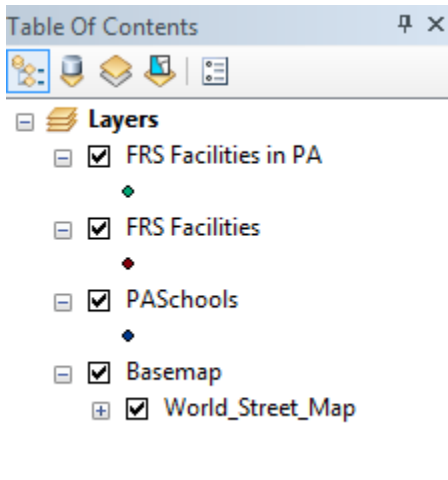 Table Of Contents
Layers
FRS Facilities in PA
FRS Facilities
PASchools
Basemap
World_Street_Map